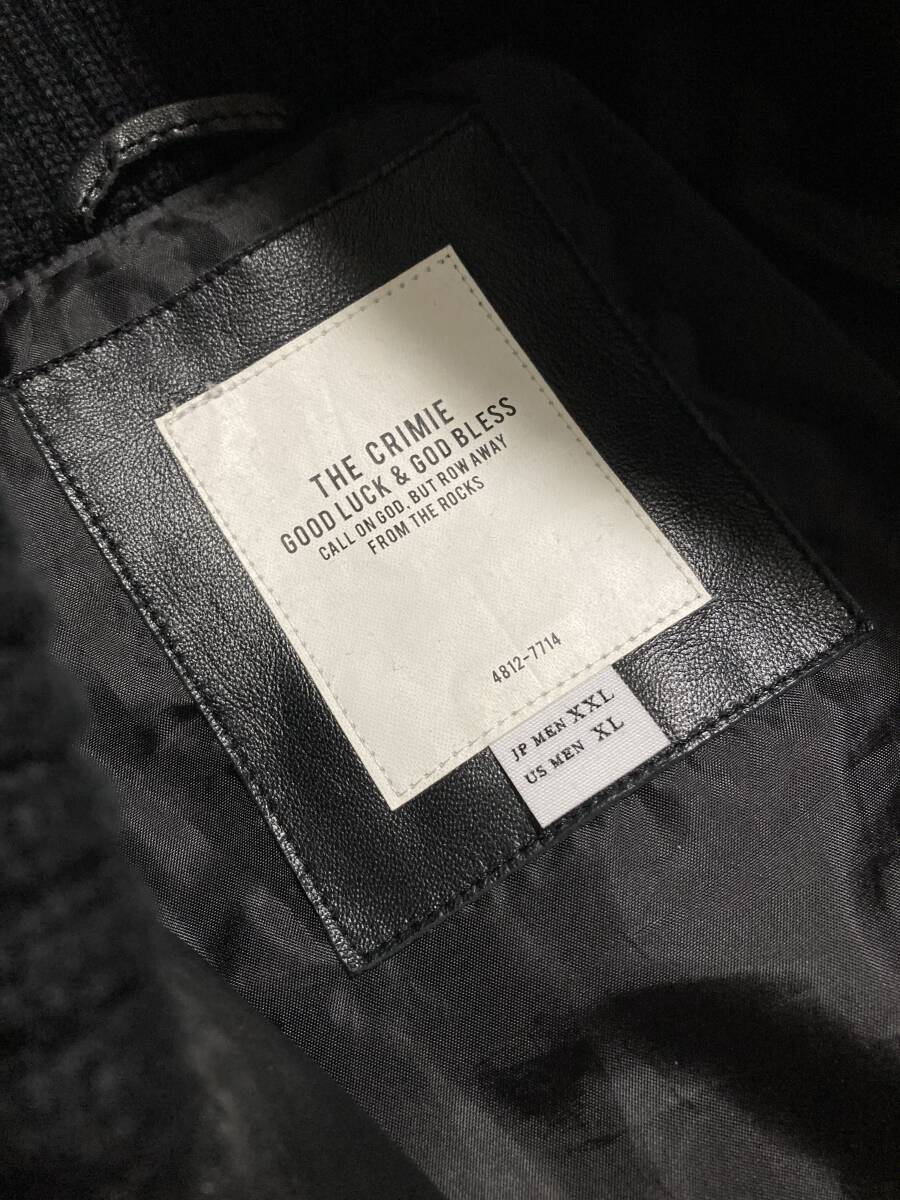 THE CRIMIE
GOOD LUCK & GOD BLESS
CALL ON GOD, BUT ROW AWAY
FROM THE ROCKS
4812-7714
JP MEN XXL
US MEN XL